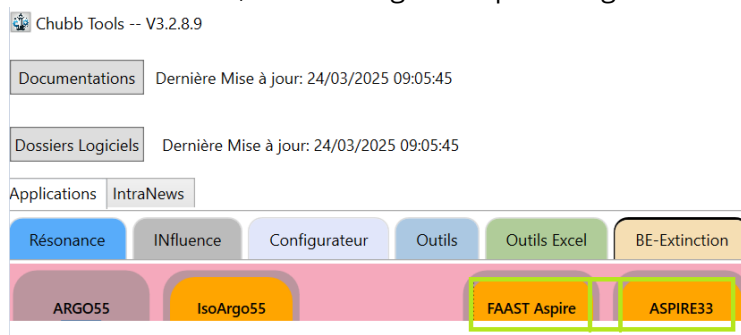 Chubb Tools -- V3.2.8.9
Documentations Dernière Mise à jour: 24/03/2025 09:05:45
Dossiers Logiciels Dernière Mise à jour: 24/03/2025 09:05:45
Applications IntraNews
Résonance INfluence Configurateur Outils Outils Excel BE-Extinction
ARGO55 IsoArgo55 FAAST Aspire ASPIRE33